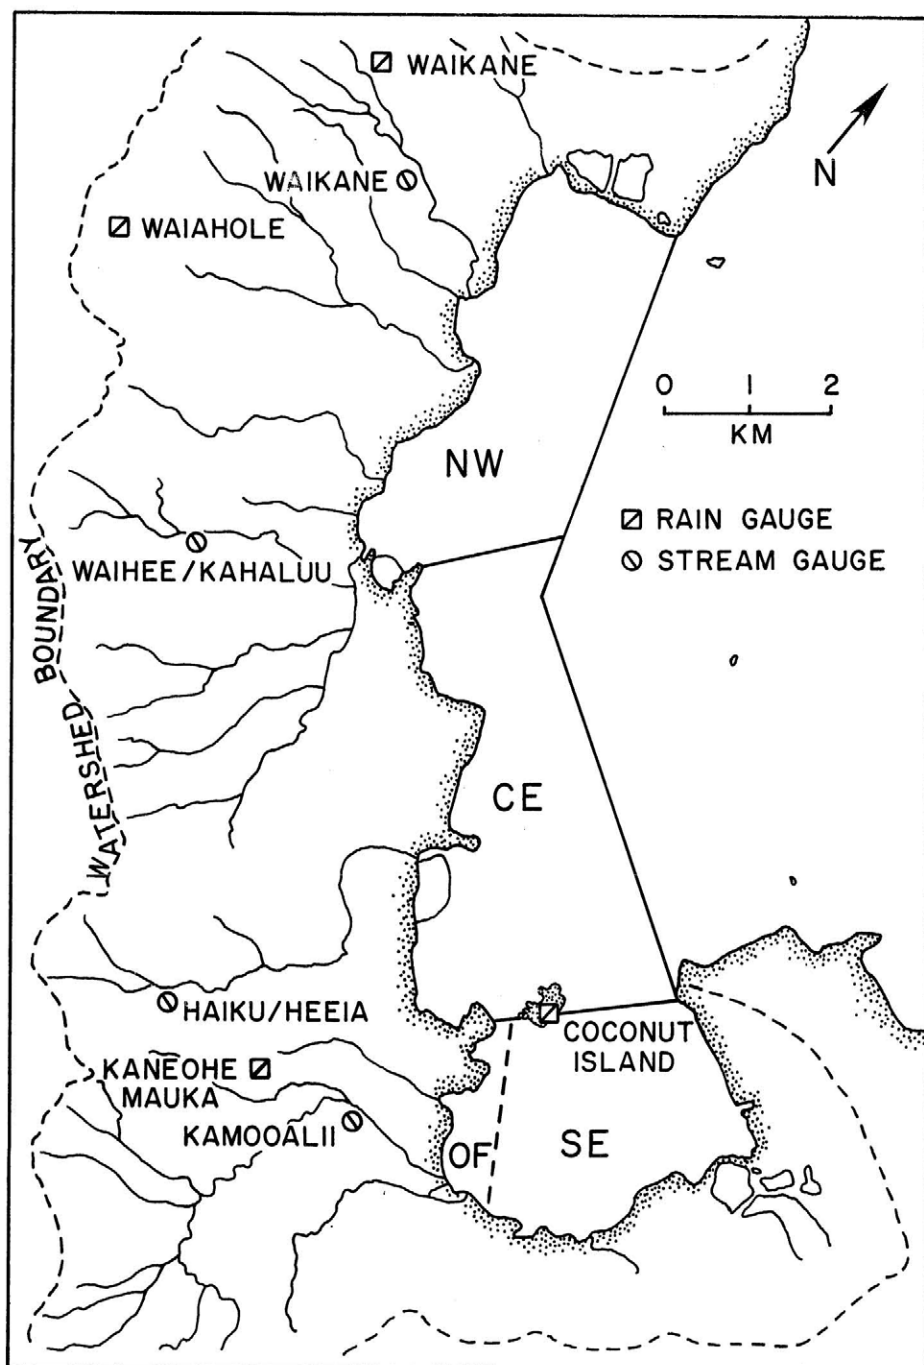 WAIKANE
N
WAIKANE
WAIAHOLE
0 1 2
KM
NW
RAIN GAUGE
STREAM GAUGE
WAIHEE/KAHALUU
WATERSHED BOUNDARY
CE
HAIKU/HEEIA
COCONUT
ISLAND
KANEOHE
MAUKA
KAMOOALII
OF
SE